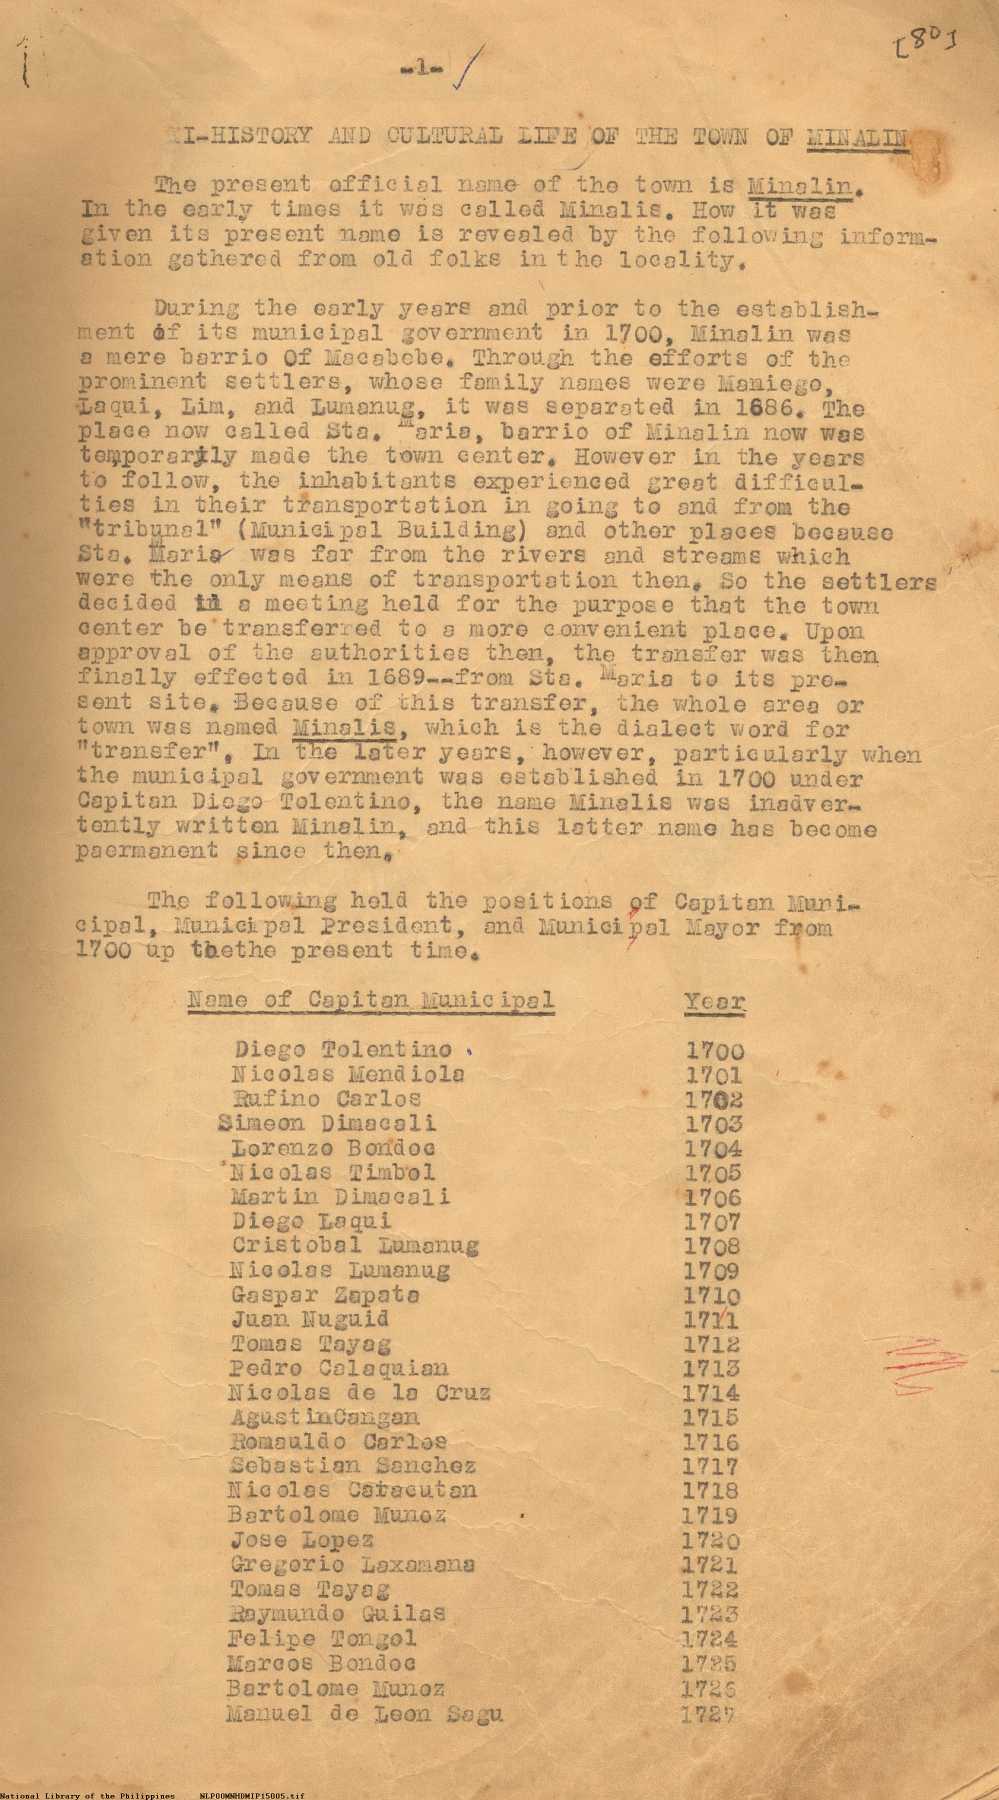 [80]
-1-
XI-HISTORY AND CULTURAL LIFE OF THE TOWN OF MINALIN
The present official name of the town is Minalin.
In the early times it was called Minalis. How it was
given its present name is revealed by the following inform-
ation gathered from old folks in the locality.
During the early years and prior to the establish-
ment of its municipal government in 1700, Minalin was
a mere barrio Of Macabebe. Through the efforts of the
prominent settlers, whose family names were Maniego,
Laqui, Lim, and Lumanug, it was separated in 1686. The
place now called Sta. Maria, barrio of Minalin now was
temporarily made the town center. However in the years
to follow, the inhabitants experienced great difficul-
ties in their transportation in going to and from the
"tribunal" (Municipal Building) and other places because
Sta. Maria was far from the rivers and streams which
were the only means of transportation then. So the settlers
decided in a meeting held for the purpose that the town
center be transferred to a more convenient place. Upon
approval of the authorities then, the transfer was then
finally effected in 1689--from Sta. Maria to its pre-
sent site. Because of this transfer, the whole area or
town was named Minalis, which is the dialect word for
"transfer". In the later years, however, particularly when
the municipal government was established in 1700 under
Capitan Diego Tolentino, the name Minalis was inadver-
tently written Minalin, and this latter name has become
paermanent since then.
The following held the positions of Capitan Muni-
cipal, Municipal President, and Municipal Mayor from
1700 up tothe present time.
Name of Capitan Municipal Year
Diego Tolentino 1700
Nicolas Mendiola 1701
Rufino Carlos 1702
Simeon Dimacali 1703
Lorenzo Bondoc 1704
Nicolas Timbol 1705
Martin Dimacali 1706
Diego Laqui 1707
Cristobal Lumanug 1708
Nicolas Lumanug 1709
Gaspar Zapata 1710
Juan Nuguid 1711
Tomas Tayag 1712
Pedro Calaquian 1713
Nicolas de la Cruz 1714
AgustinCangan 1715
Romauldo Carlos 1716
Sebastian Sanchez 1717
Nicolas Catacutan 1718
Bartolome Munoz 1719
Jose Lopez 1720
Gregorio Laxamana 1721
Tomas Tayag 1722
Raymundo Guilas 1723
Felipe Tongol 1724
Marcos Bondoc 1725
Bartolome Munoz 1726
Manuel de Leon Sagu 1727
National Library of the Philippines NLPOOMNHDMIP15005.tif